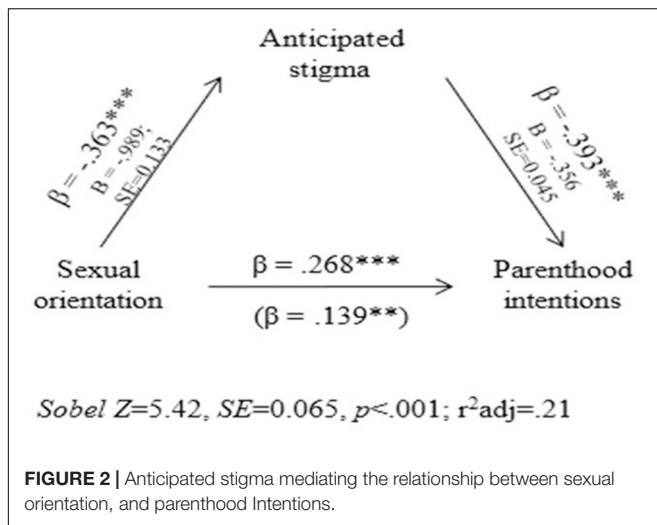 Anticipated
stigma
β = -.363***
B = -.989;
SE=0.133
β = -.393***
B = -.356
SE=0.045
Sexual
orientation
β = .268***
(β = .139**)
Parenthood
intentions
Sobel Z=5.42, SE=0.065, p<.001; r²adj=.21
FIGURE 2 | Anticipated stigma mediating the relationship between sexual
orientation, and parenthood Intentions.